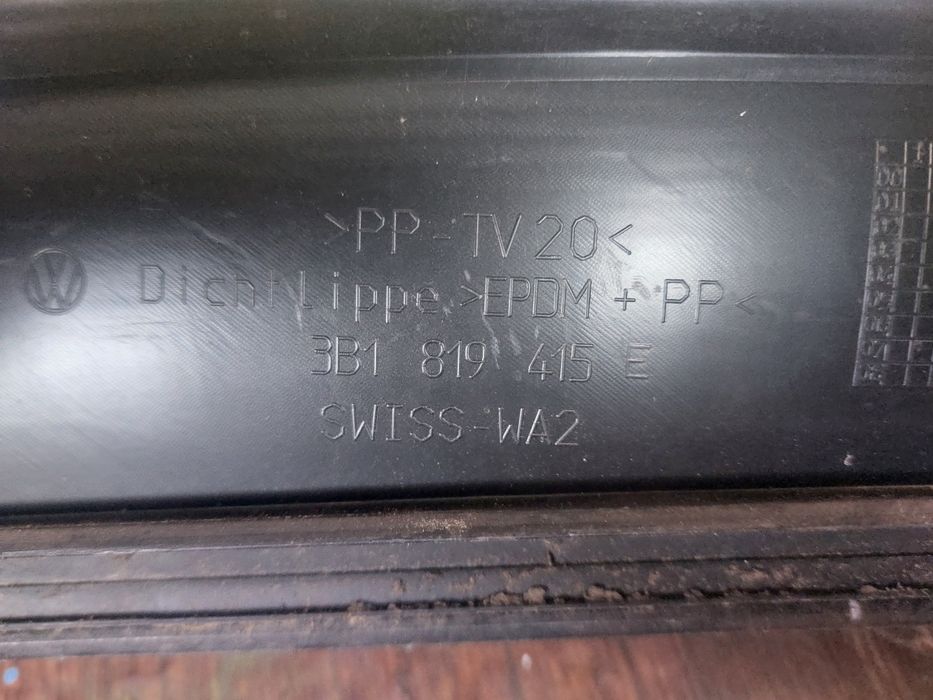 >PP-TV20<
Dichtlippe >EPDM + PP<
3B1 819 415 E
SWISS-WA2